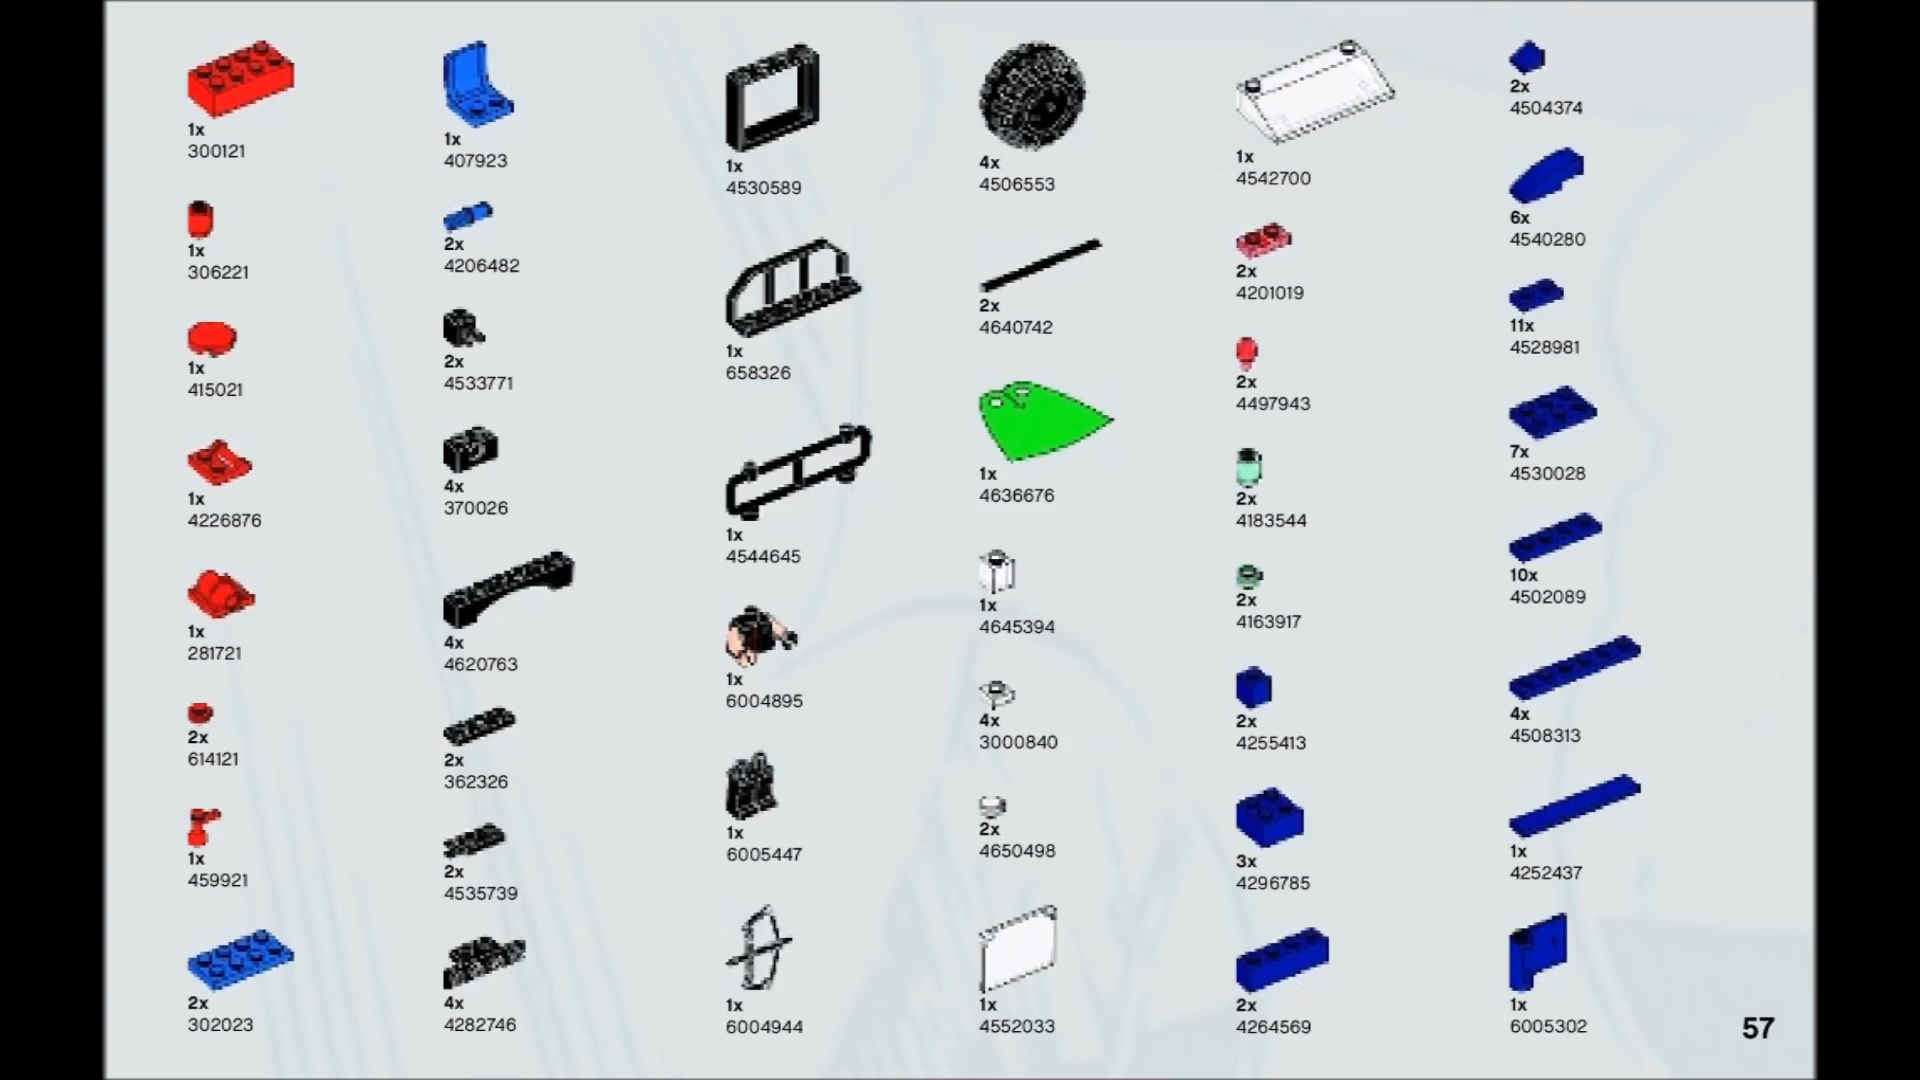 1x
300121
1x
306221
1x
415021
1x
4226876
1x
281721
2x
614121
1x
459921
2x
302023
1x
407923
2x
4206482
2x
4533771
4x
370026
4x
4620763
2x
362326
2x
4535739
4x
4282746
1x
4530589
1x
658326
1x
4544645
1x
6004895
1x
6005447
1x
6004944
4x
4506553
2x
4640742
1x
4636676
1x
4645394
4x
3000840
2x
4650498
1x
4552033
1x
4542700
2x
4201019
2x
4497943
2x
4183544
2x
4163917
2x
4255413
3x
4296785
2x
4264569
2x
4504374
6x
4540280
11x
4528981
7x
4530028
10x
4502089
4x
4508313
1x
4252437
1x
6005302
57